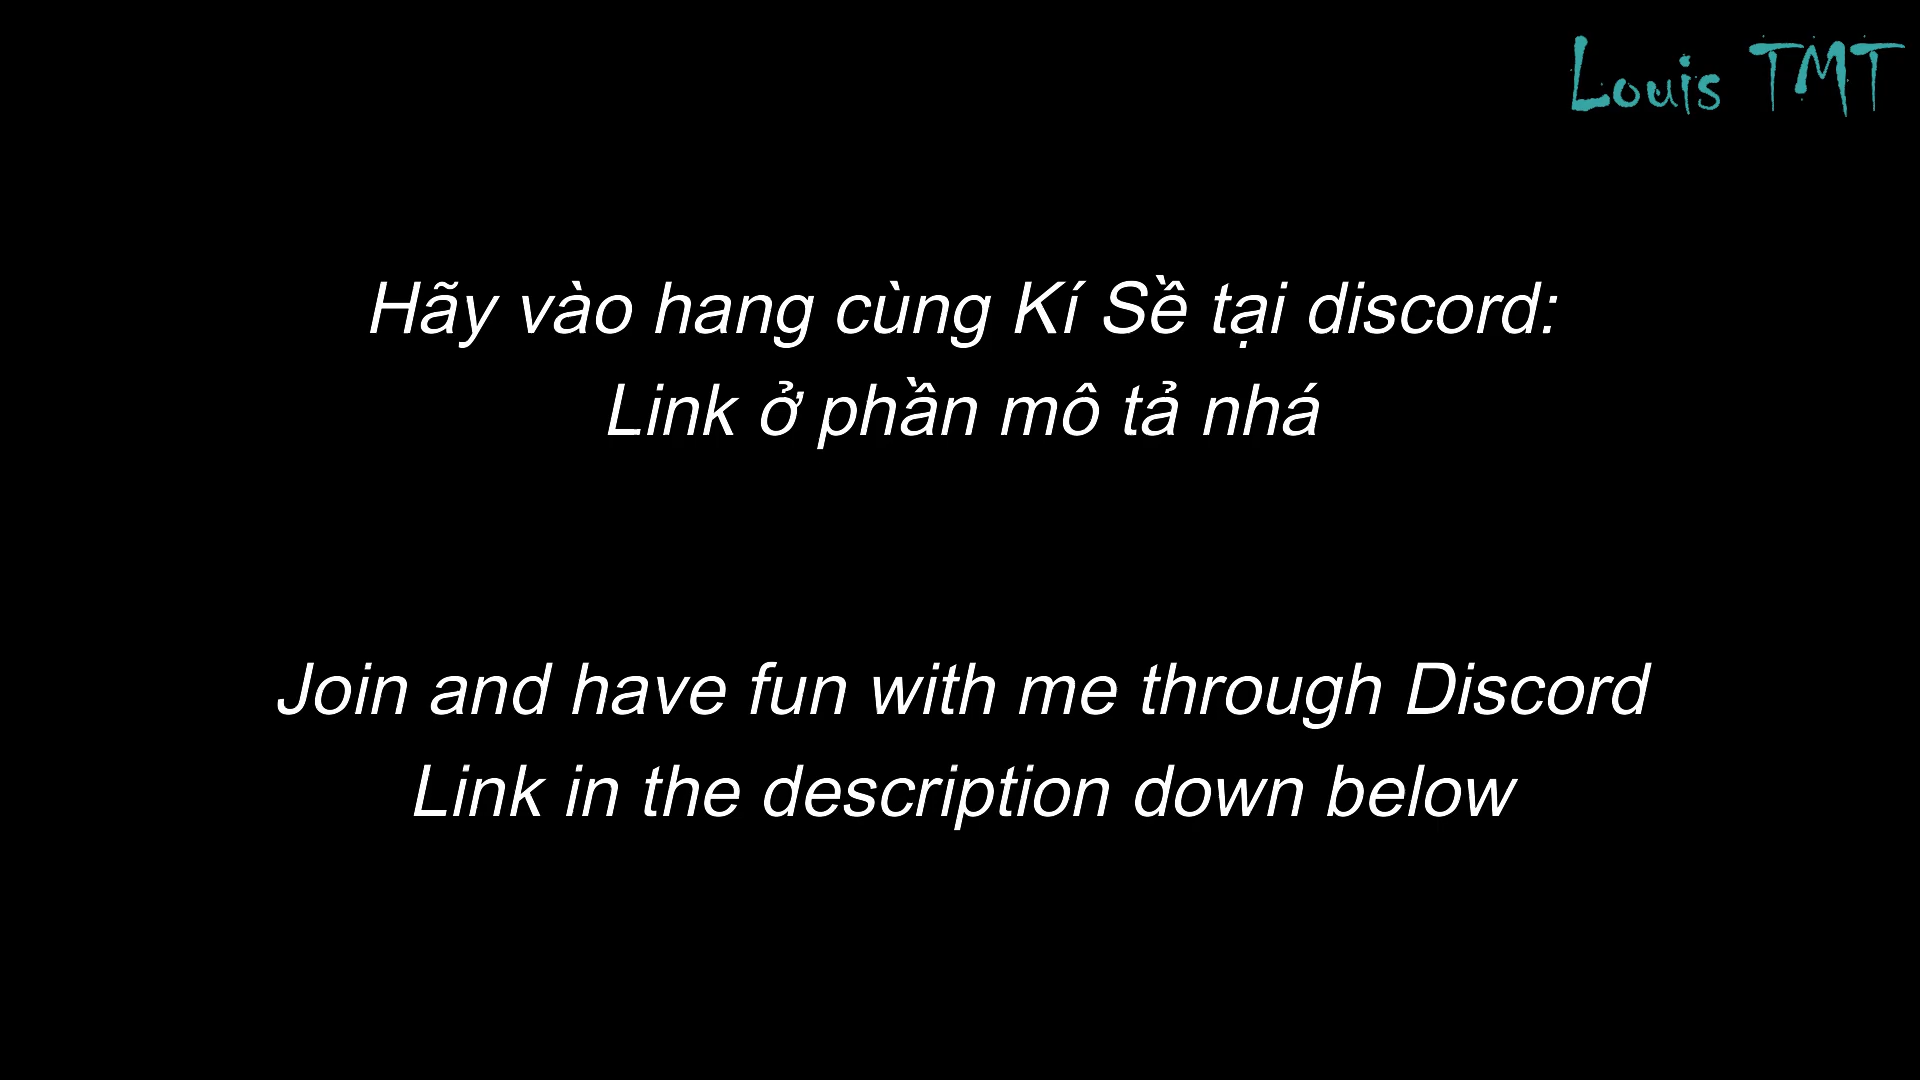 Louis TMT
Hãy vào hang cùng Kí Sề tại discord:
Link ở phần mô tả nhá
Join and have fun with me through Discord
Link in the description down below